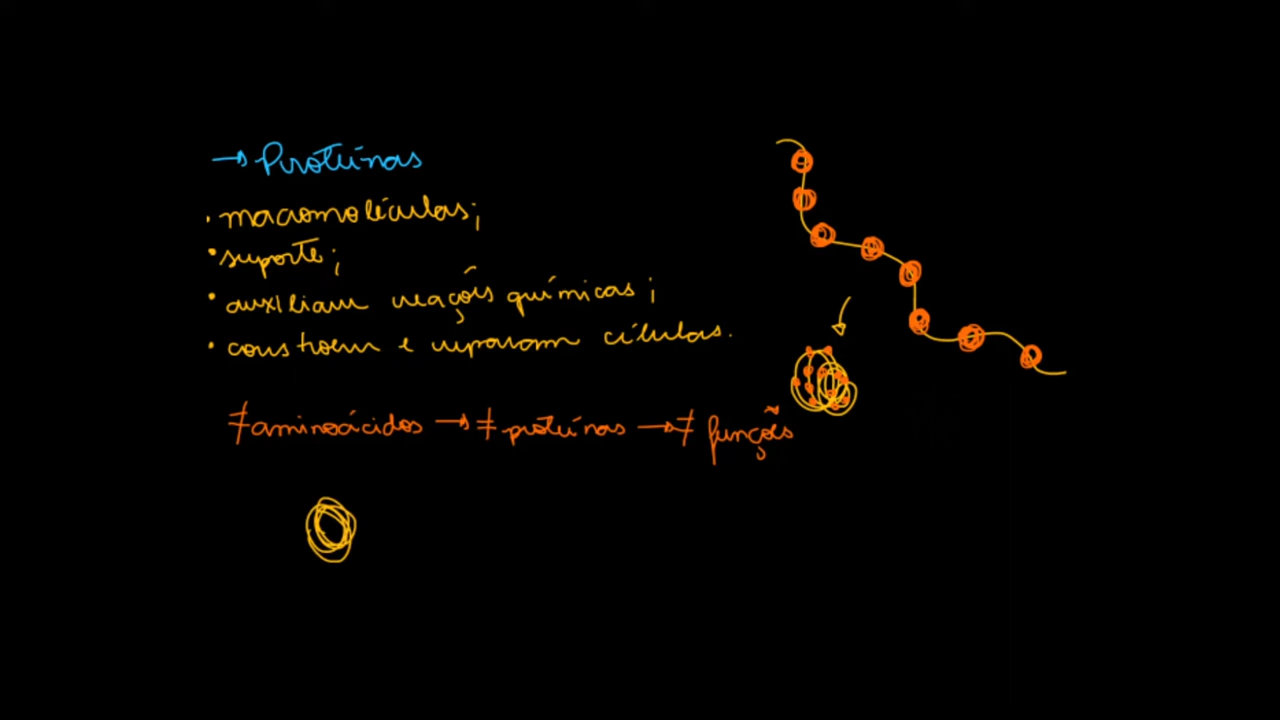 → Proteínas
• macromoléculas;
• suporte;
• auxiliam reações químicas;
• constroem e reparam células.
≠ aminoácidos → ≠ proteínas → ≠ funções